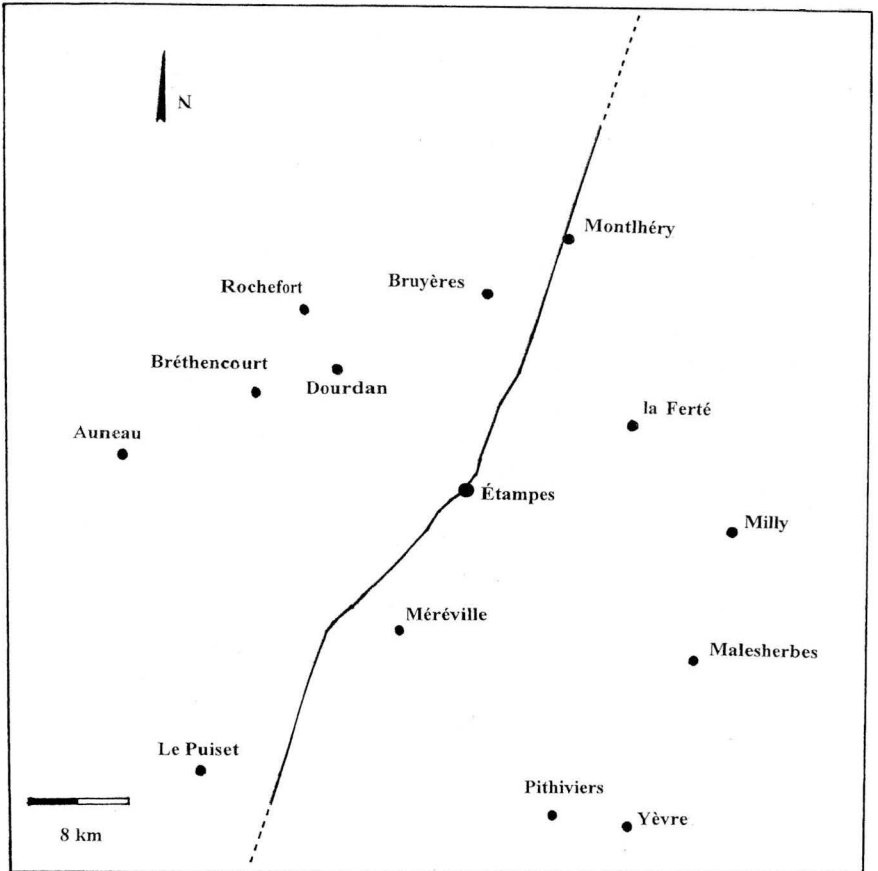 N
Montlhéry
Bruyères
Rochefort
Bréthencourt
Dourdan
la Ferté
Auneau
Étampes
Milly
Méréville
Malesherbes
Le Puiset
Pithiviers
Yèvre
8 km